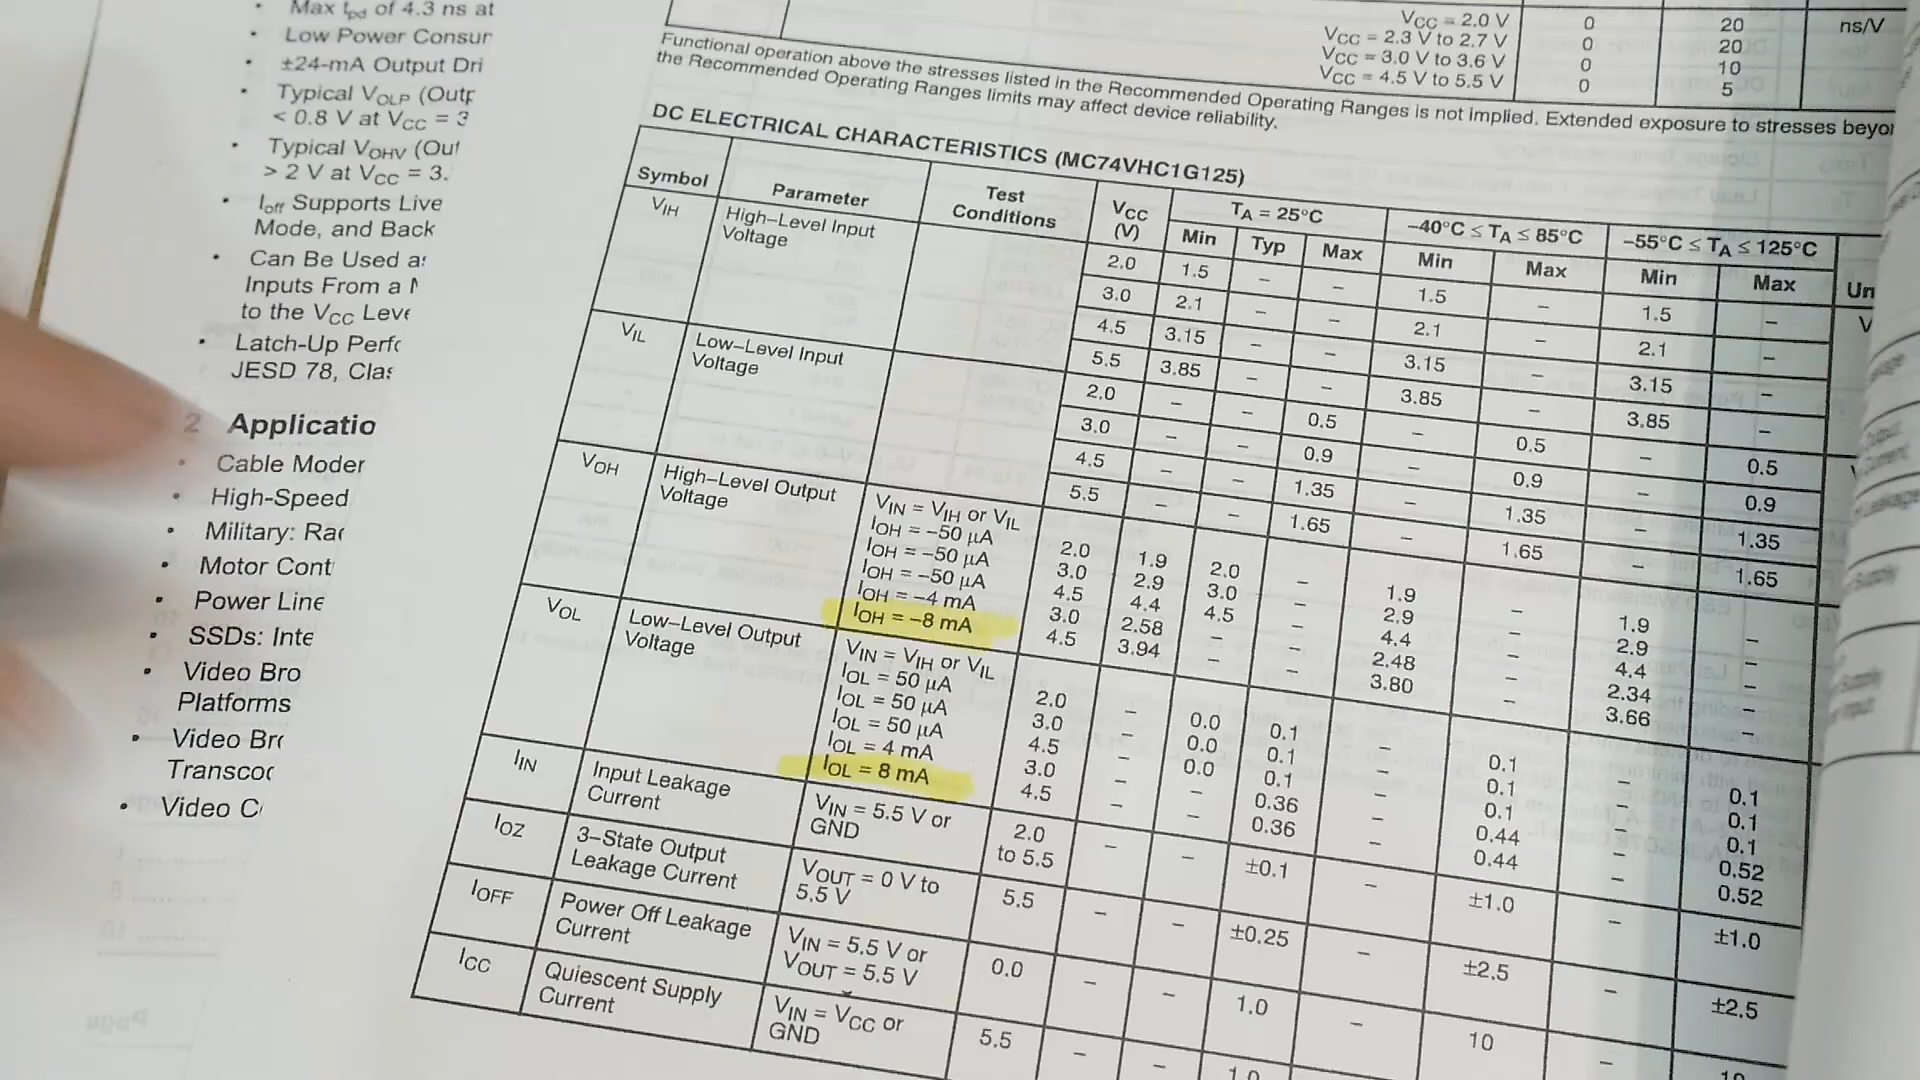 • Max tpd of 4.3 ns at
• Low Power Consur
• ±24-mA Output Dri
• Typical VOLP (Outp
< 0.8 V at VCC = 3
• Typical VOHV (Out
> 2 V at VCC = 3.
• Ioff Supports Live
Mode, and Back
• Can Be Used as
Inputs From a
to the VCC Leve
• Latch-Up Perfo
JESD 78, Clas
2 Applicatio
• Cable Moder
• High-Speed
• Military: Rad
• Motor Cont
• Power Line
• SSDs: Inte
• Video Bro
Platforms
• Video Bro
Transcod
• Video C
VCC = 2.0 V 0 20 ns/V
VCC = 2.3 V to 2.7 V 0 20
VCC = 3.0 V to 3.6 V 0 10
VCC = 4.5 V to 5.5 V 0 5
Functional operation above the stresses listed in the Recommended Operating Ranges is not implied. Extended exposure to stresses beyo
the Recommended Operating Ranges limits may affect device reliability.
DC ELECTRICAL CHARACTERISTICS (MC74VHC1G125)
Symbol Parameter Test Conditions VCC (V) TA = 25°C –40°C ≤ TA ≤ 85°C –55°C ≤ TA ≤ 125°C Un
Min Typ Max Min Max Min Max
VIH High–Level Input Voltage 2.0 1.5 – – 1.5 – 1.5 – V
3.0 2.1 – – 2.1 – 2.1 –
4.5 3.15 – – 3.15 – 3.15 –
5.5 3.85 – – 3.85 – 3.85 –
VIL Low–Level Input Voltage 2.0 – – 0.5 – 0.5 – 0.5
3.0 – – 0.9 – 0.9 – 0.9
4.5 – – 1.35 – 1.35 – 1.35
5.5 – – 1.65 – 1.65 – 1.65
VOH High–Level Output Voltage VIN = VIH or VIL
IOH = –50 µA 2.0 1.9 2.0 – 1.9 – 1.9 –
IOH = –50 µA 3.0 2.9 3.0 – 2.9 – 2.9 –
IOH = –50 µA 4.5 4.4 4.5 – 4.4 – 4.4 –
IOH = –4 mA 3.0 2.58 – – 2.48 – 2.34 –
IOH = –8 mA 4.5 3.94 – – 3.80 – 3.66 –
VOL Low–Level Output Voltage VIN = VIH or VIL
IOL = 50 µA 2.0 – 0.0 0.1 – 0.1 – 0.1
IOL = 50 µA 3.0 – 0.0 0.1 – 0.1 – 0.1
IOL = 50 µA 4.5 – 0.0 0.1 – 0.1 – 0.1
IOL = 4 mA 3.0 – – 0.36 – 0.44 – 0.52
IOL = 8 mA 4.5 – – 0.36 – 0.44 – 0.52
IIN Input Leakage Current VIN = 5.5 V or GND 2.0 to 5.5 – – ±0.1 – ±1.0 – ±1.0
IOZ 3–State Output Leakage Current VOUT = 0 V to 5.5 V 5.5 – – ±0.25 – ±2.5 – ±2.5
IOFF Power Off Leakage Current VIN = 5.5 V or VOUT = 5.5 V 0.0 – – 1.0 – 10 – 10
ICC Quiescent Supply Current VIN = VCC or GND 5.5 – – 1.0